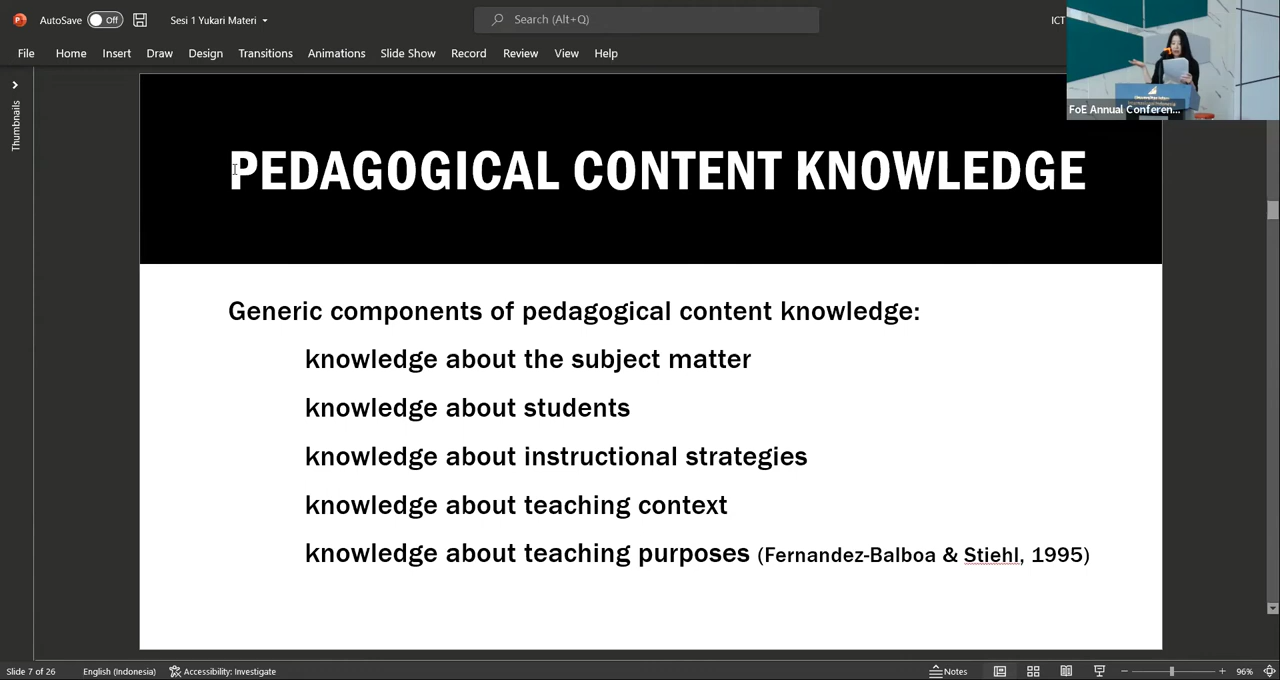 AutoSave Off Sesi 1 Yukari Materi Search (Alt+Q) ICT
File Home Insert Draw Design Transitions Animations Slide Show Record Review View Help
FoE Annual Conferen...
Thumbnails
PEDAGOGICAL CONTENT KNOWLEDGE
Generic components of pedagogical content knowledge:
knowledge about the subject matter
knowledge about students
knowledge about instructional strategies
knowledge about teaching context
knowledge about teaching purposes (Fernandez-Balboa & Stiehl, 1995)
Slide 7 of 26 English (Indonesia) Accessibility: Investigate Notes 96%